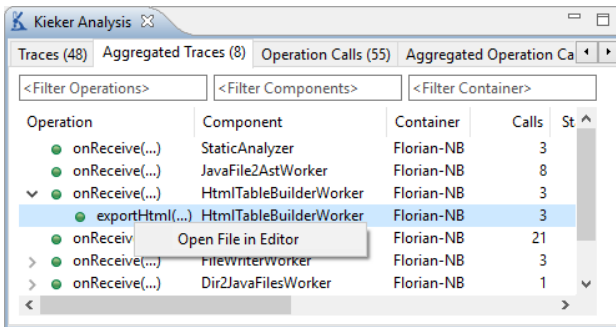 Kieker Analysis
Traces (48) Aggregated Traces (8) Operation Calls (55) Aggregated Operation Ca
<Filter Operations> <Filter Components> <Filter Container>
Operation Component Container Calls St
onReceive(...) StaticAnalyzer Florian-NB 3
onReceive(...) JavaFile2AstWorker Florian-NB 8
onReceive(...) HtmlTableBuilderWorker Florian-NB 3
exportHtml(...) HtmlTableBuilderWorker Florian-NB 3
onReceiv Florian-NB 21
Open File in Editor
onReceive(...) FileWriterWorker Florian-NB 3
onReceive(...) Dir2JavaFilesWorker Florian-NB 1